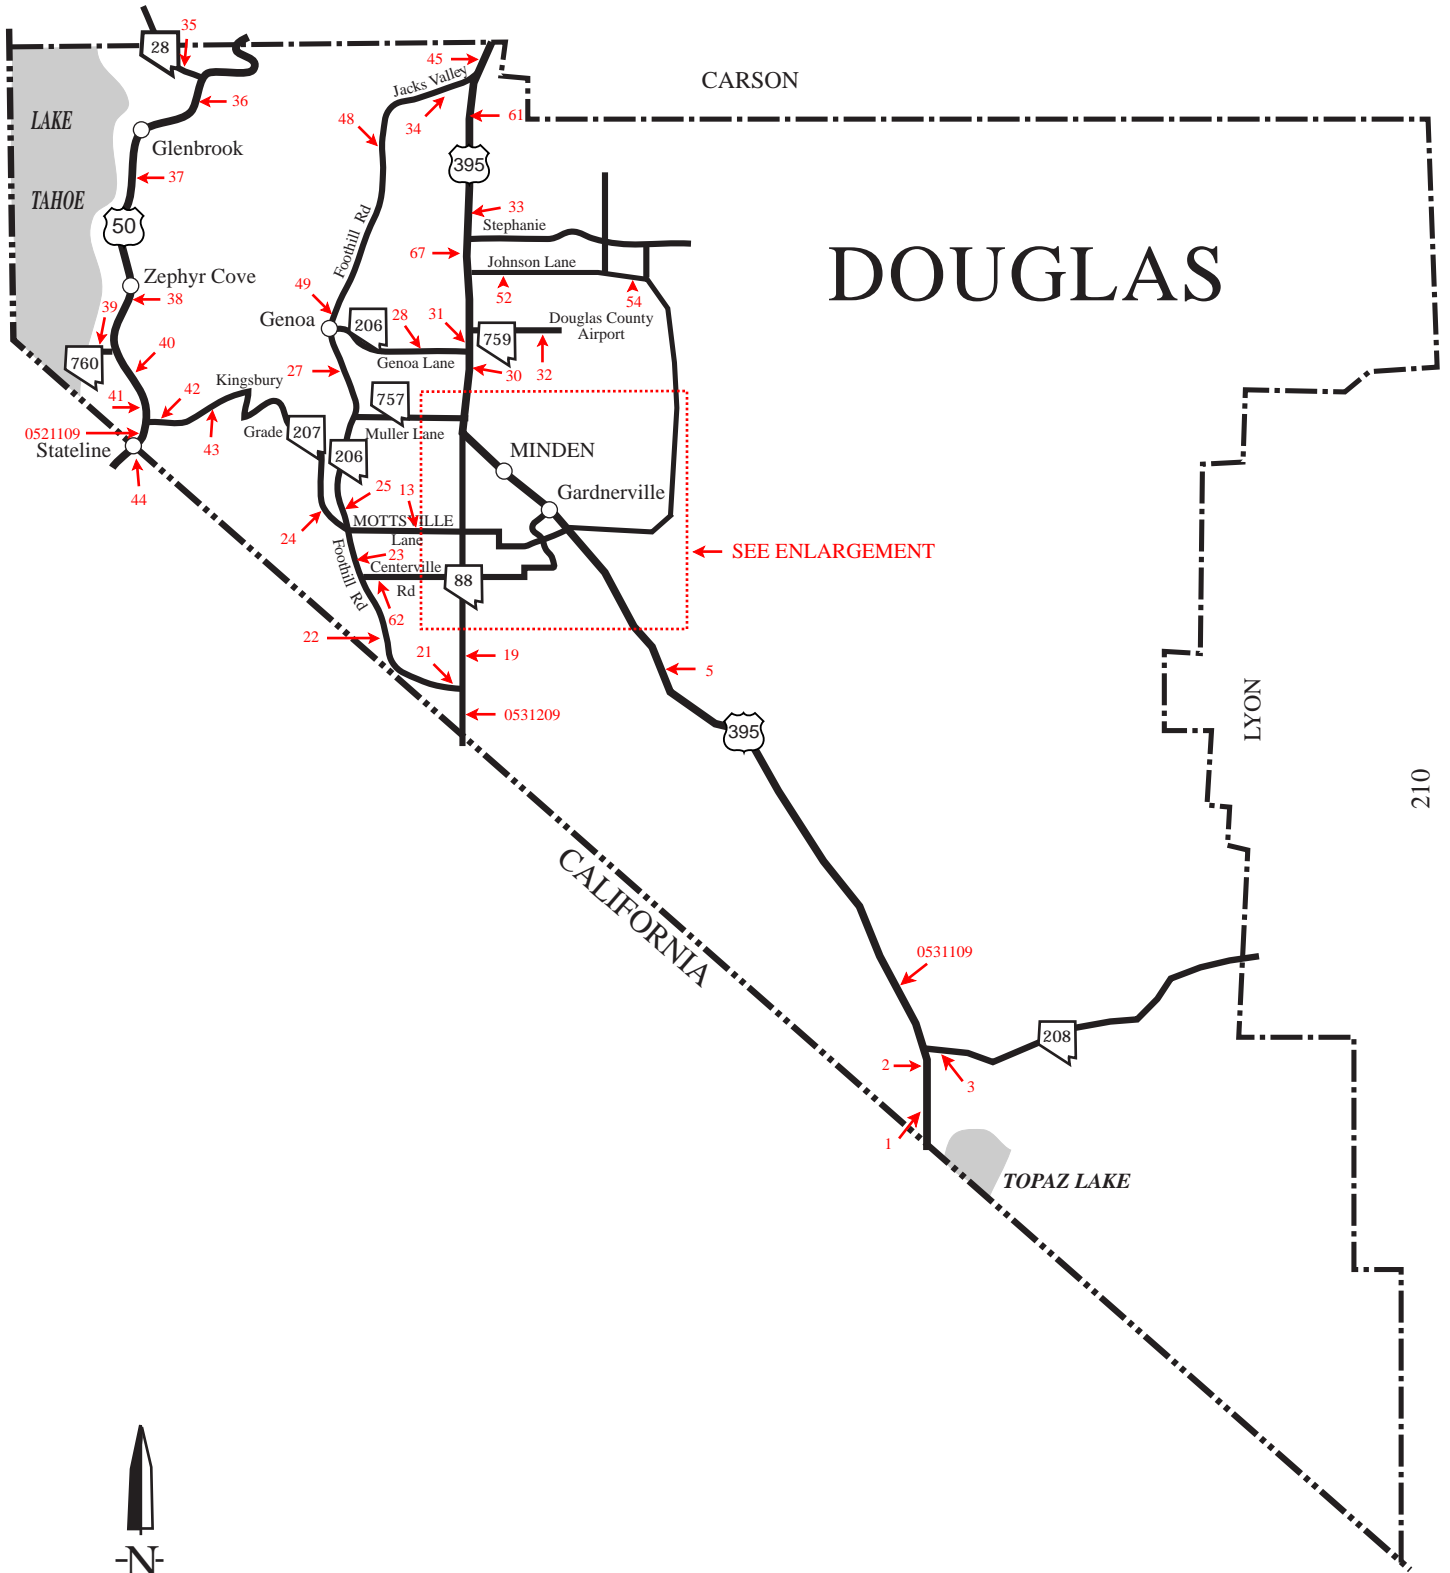 35
28
45
CARSON
Jacks Valley
36
LAKE
34
61
48
Glenbrook
395
37
TAHOE
Foothill Rd
33
50
Stephanie
67
DOUGLAS
Johnson Lane
Zephyr Cove
49
38
52
54
39
Genoa
206
28
31
Douglas County
Airport
759
40
760
Genoa Lane
27
30
32
Kingsbury
41
42
757
0521109
Grade
207
Muller Lane
43
Stateline
206
MINDEN
44
25
13
Gardnerville
MOTTSVILLE
Lane
24
SEE ENLARGEMENT
23
Foothill Rd
Centerville
Rd
88
62
22
21
19
5
LYON
0531209
395
210
CALIFORNIA
0531109
208
2
3
1
TOPAZ LAKE
-N-